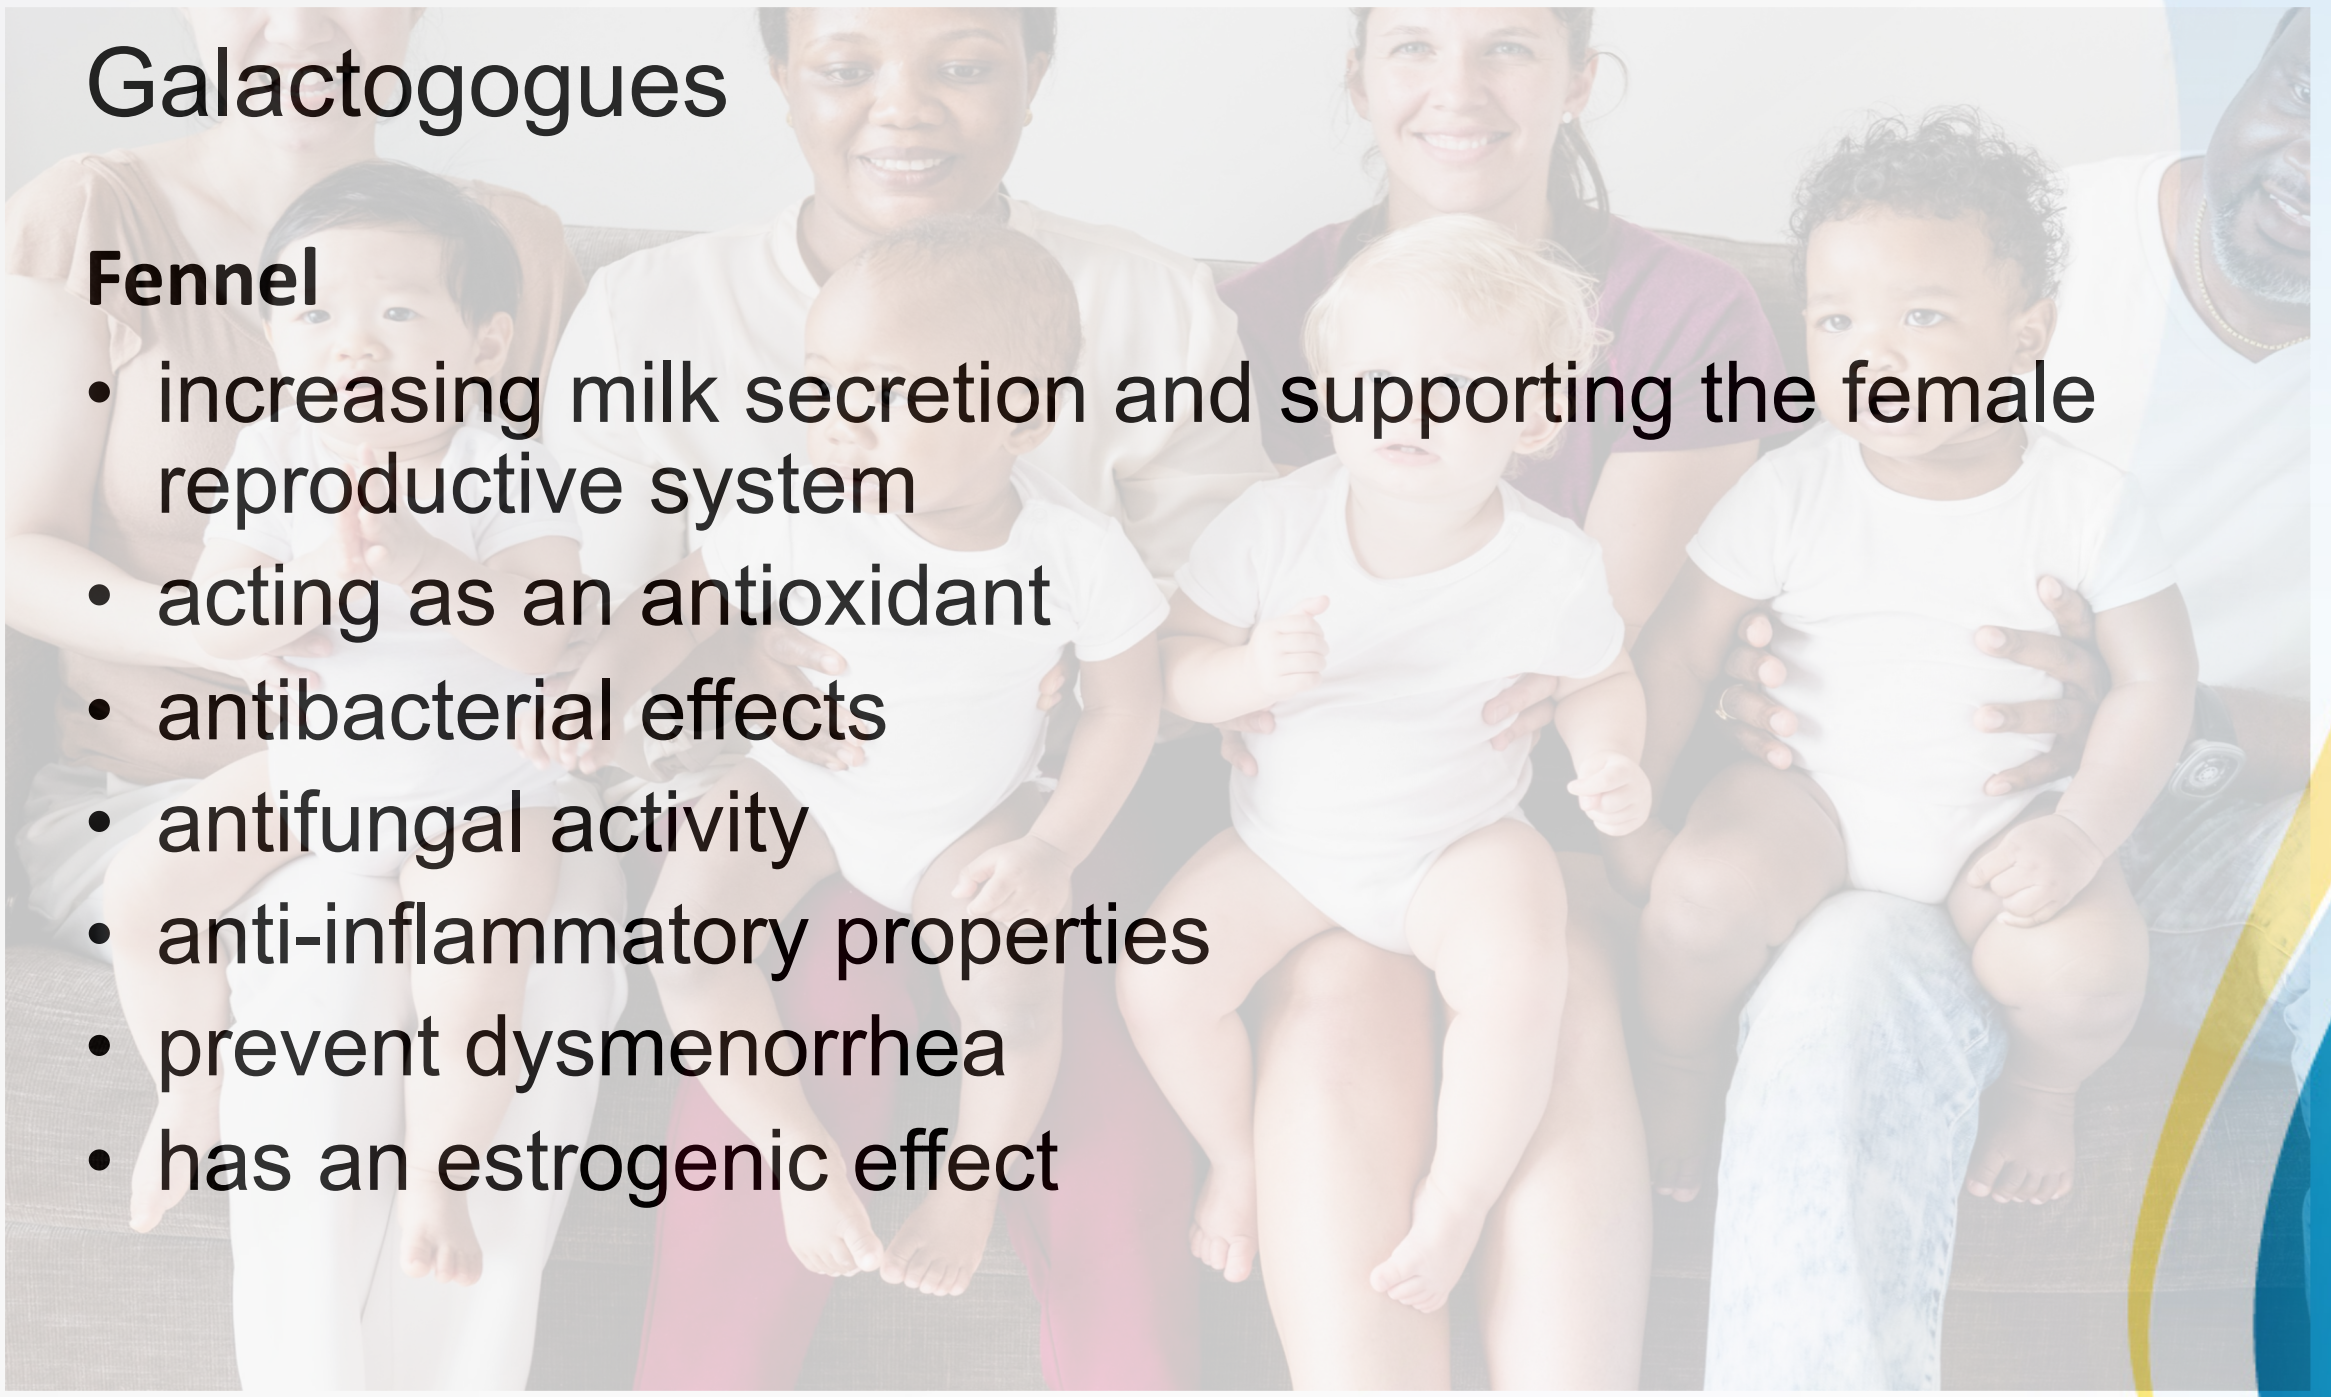 Galactogogues
Fennel
• increasing milk secretion and supporting the female
reproductive system
• acting as an antioxidant
• antibacterial effects
• antifungal activity
• anti-inflammatory properties
• prevent dysmenorrhea
• has an estrogenic effect